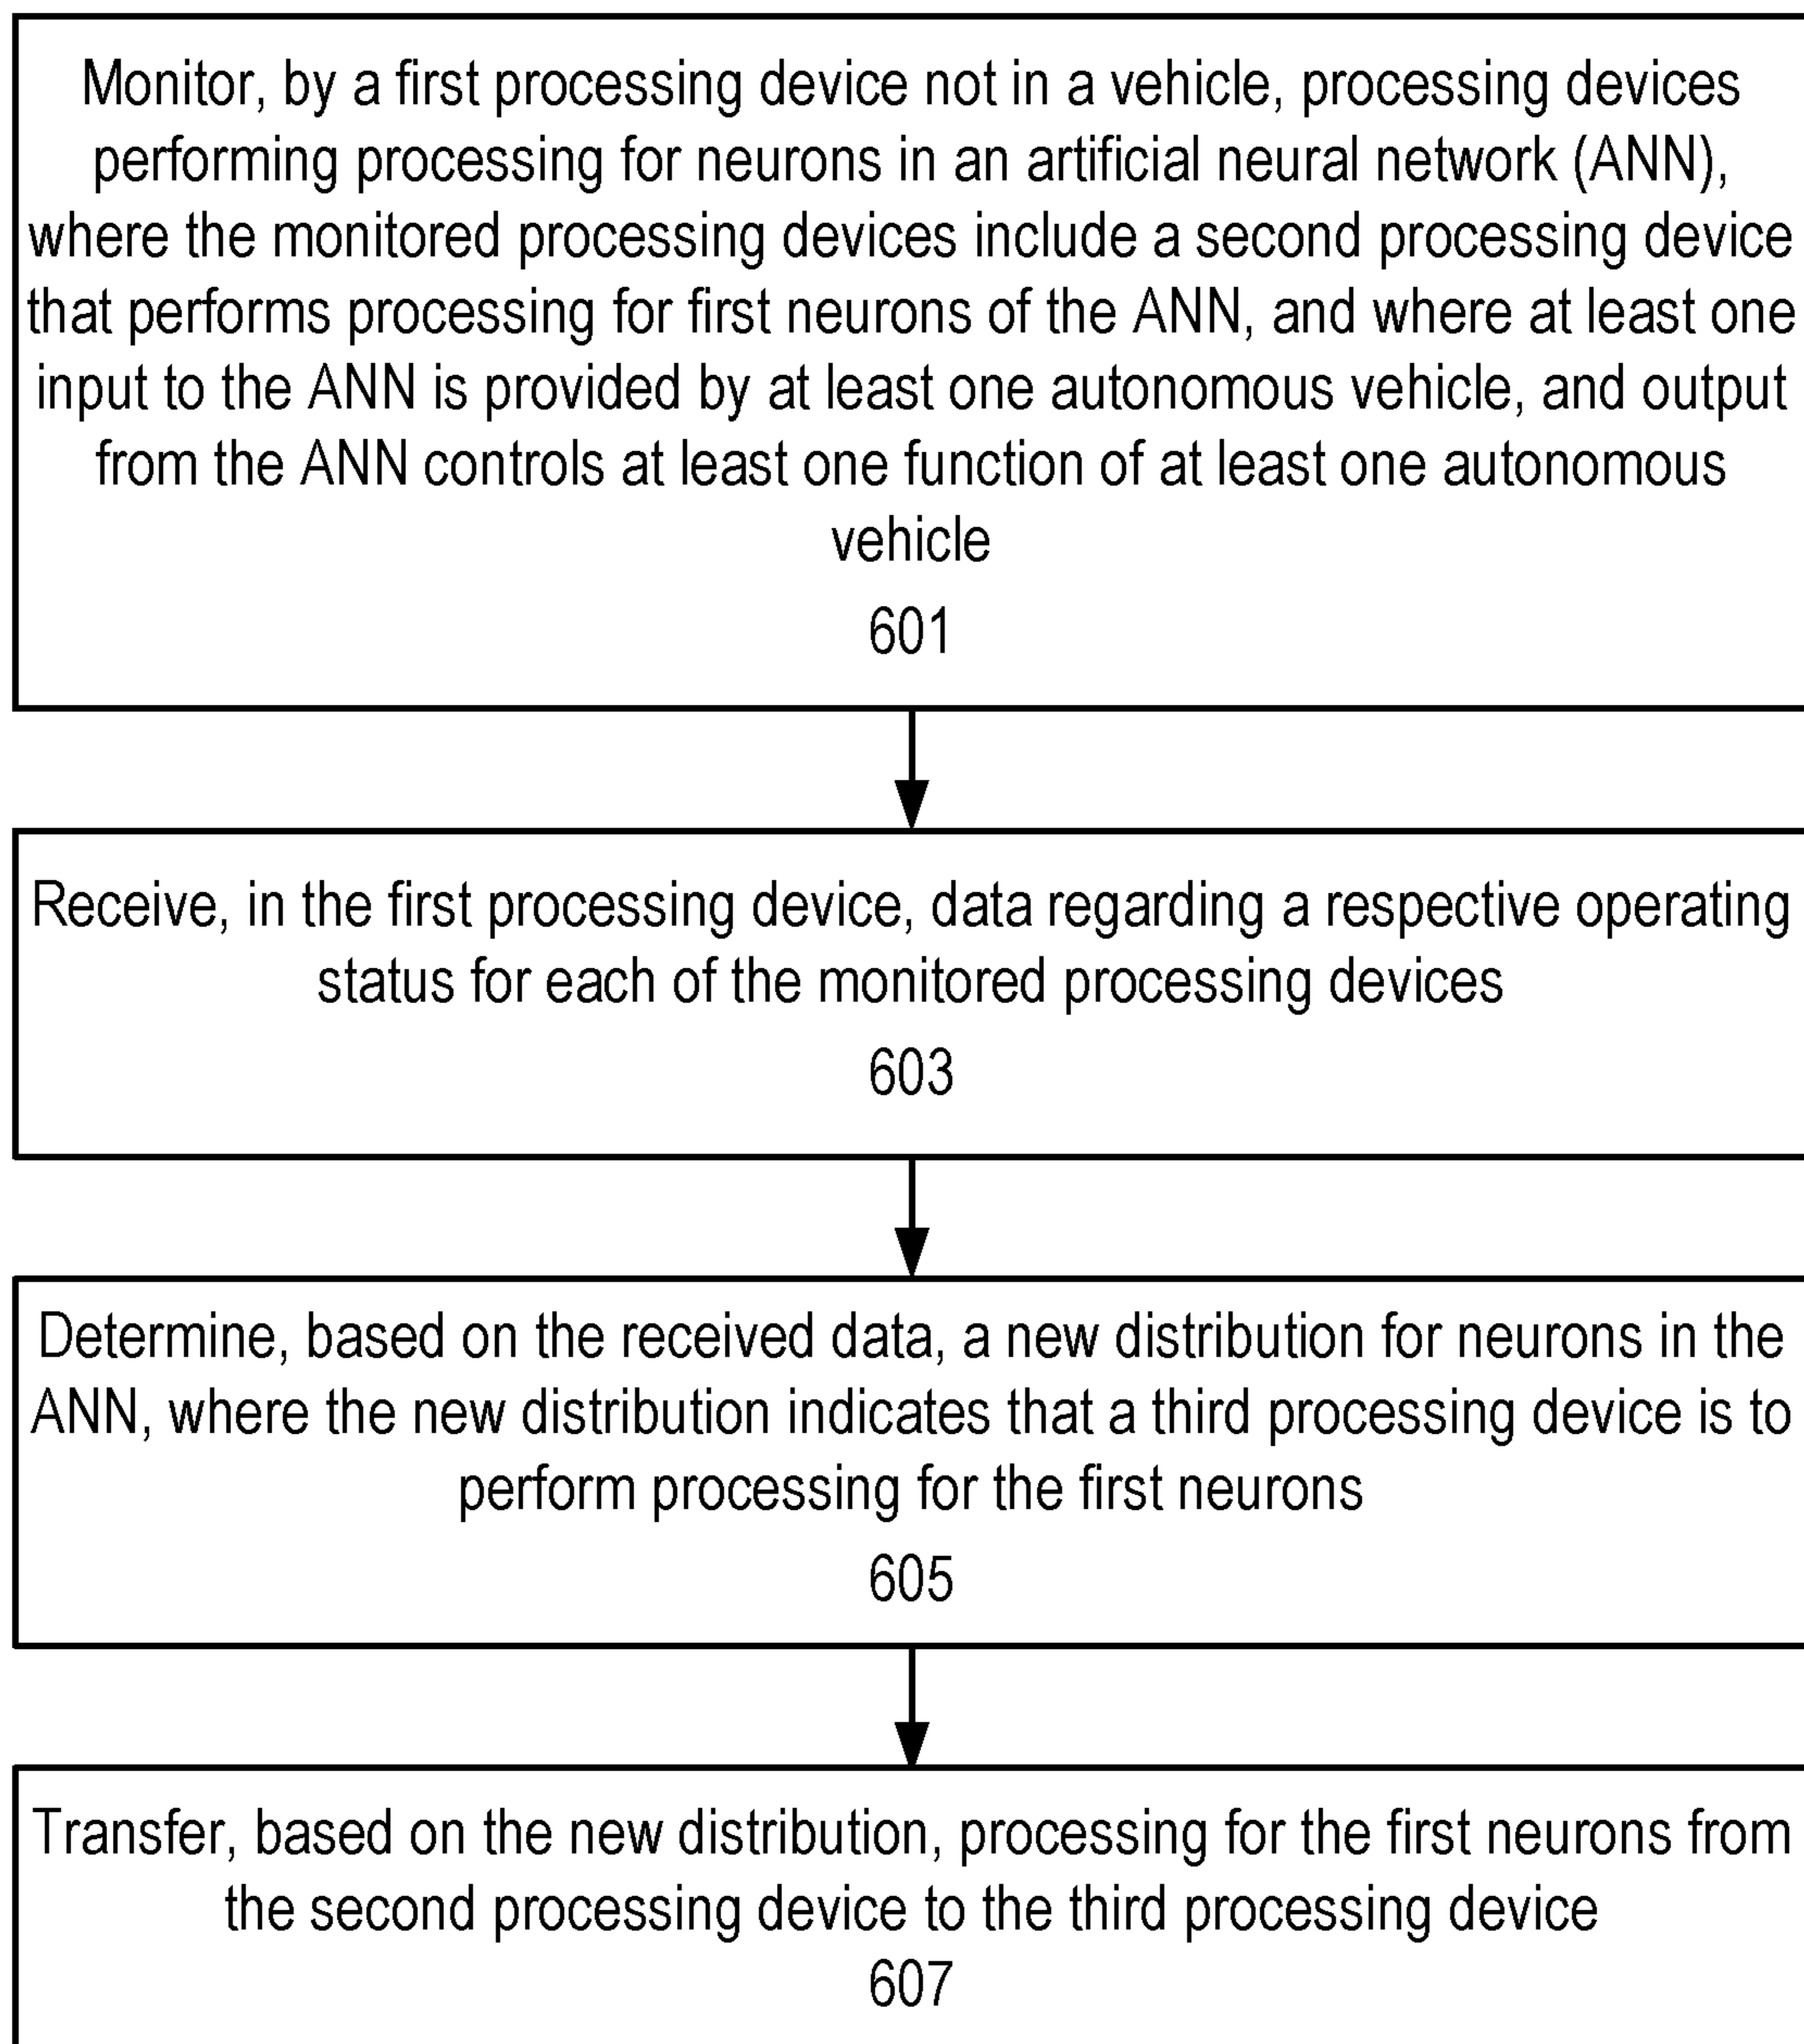 Monitor, by a first processing device not in a vehicle, processing devices
performing processing for neurons in an artificial neural network (ANN),
where the monitored processing devices include a second processing device
that performs processing for first neurons of the ANN, and where at least one
input to the ANN is provided by at least one autonomous vehicle, and output
from the ANN controls at least one function of at least one autonomous
vehicle
601
Receive, in the first processing device, data regarding a respective operating
status for each of the monitored processing devices
603
Determine, based on the received data, a new distribution for neurons in the
ANN, where the new distribution indicates that a third processing device is to
perform processing for the first neurons
605
Transfer, based on the new distribution, processing for the first neurons from
the second processing device to the third processing device
607